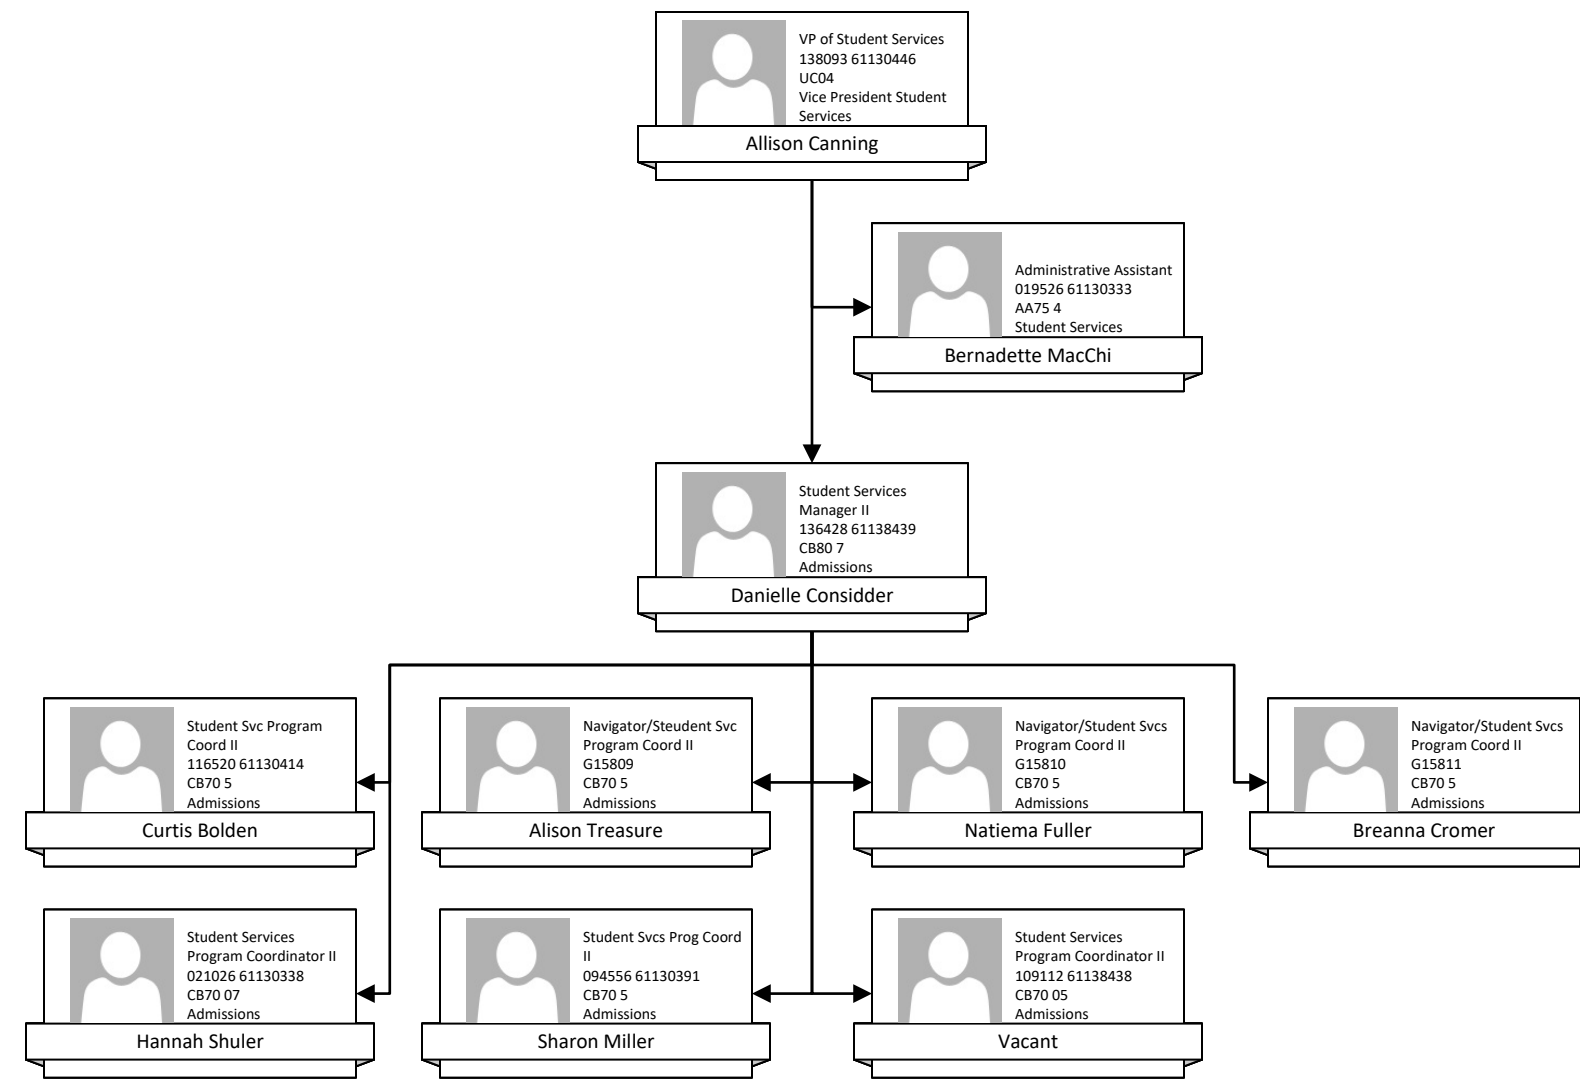 VP of Student Services
138093 61130446
UC04
Vice President Student
Services
Allison Canning
Administrative Assistant
019526 61130333
AA75 4
Student Services
Bernadette MacChi
Student Services
Manager II
136428 61138439
CB80 7
Admissions
Danielle Considder
Student Svc Program
Coord II
116520 61130414
CB70 5
Admissions
Curtis Bolden
Navigator/Steudent Svc
Program Coord II
G15809
CB70 5
Admissions
Alison Treasure
Navigator/Student Svcs
Program Coord II
G15810
CB70 5
Admissions
Natiema Fuller
Navigator/Student Svcs
Program Coord II
G15811
CB70 5
Admissions
Breanna Cromer
Student Services
Program Coordinator II
021026 61130338
CB70 07
Admissions
Hannah Shuler
Student Svcs Prog Coord
II
094556 61130391
CB70 5
Admissions
Sharon Miller
Student Services
Program Coordinator II
109112 61138438
CB70 05
Admissions
Vacant